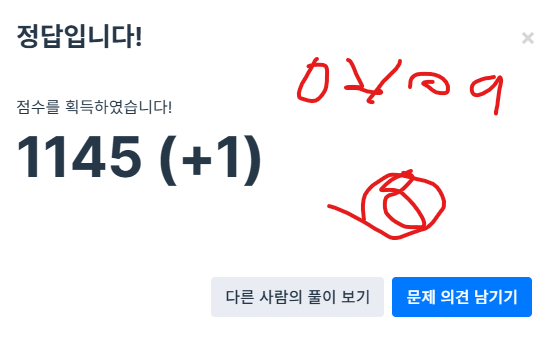 정답입니다!
×
점수를 획득하였습니다!
1145 (+1)
다른 사람의 풀이 보기
문제 의견 남기기